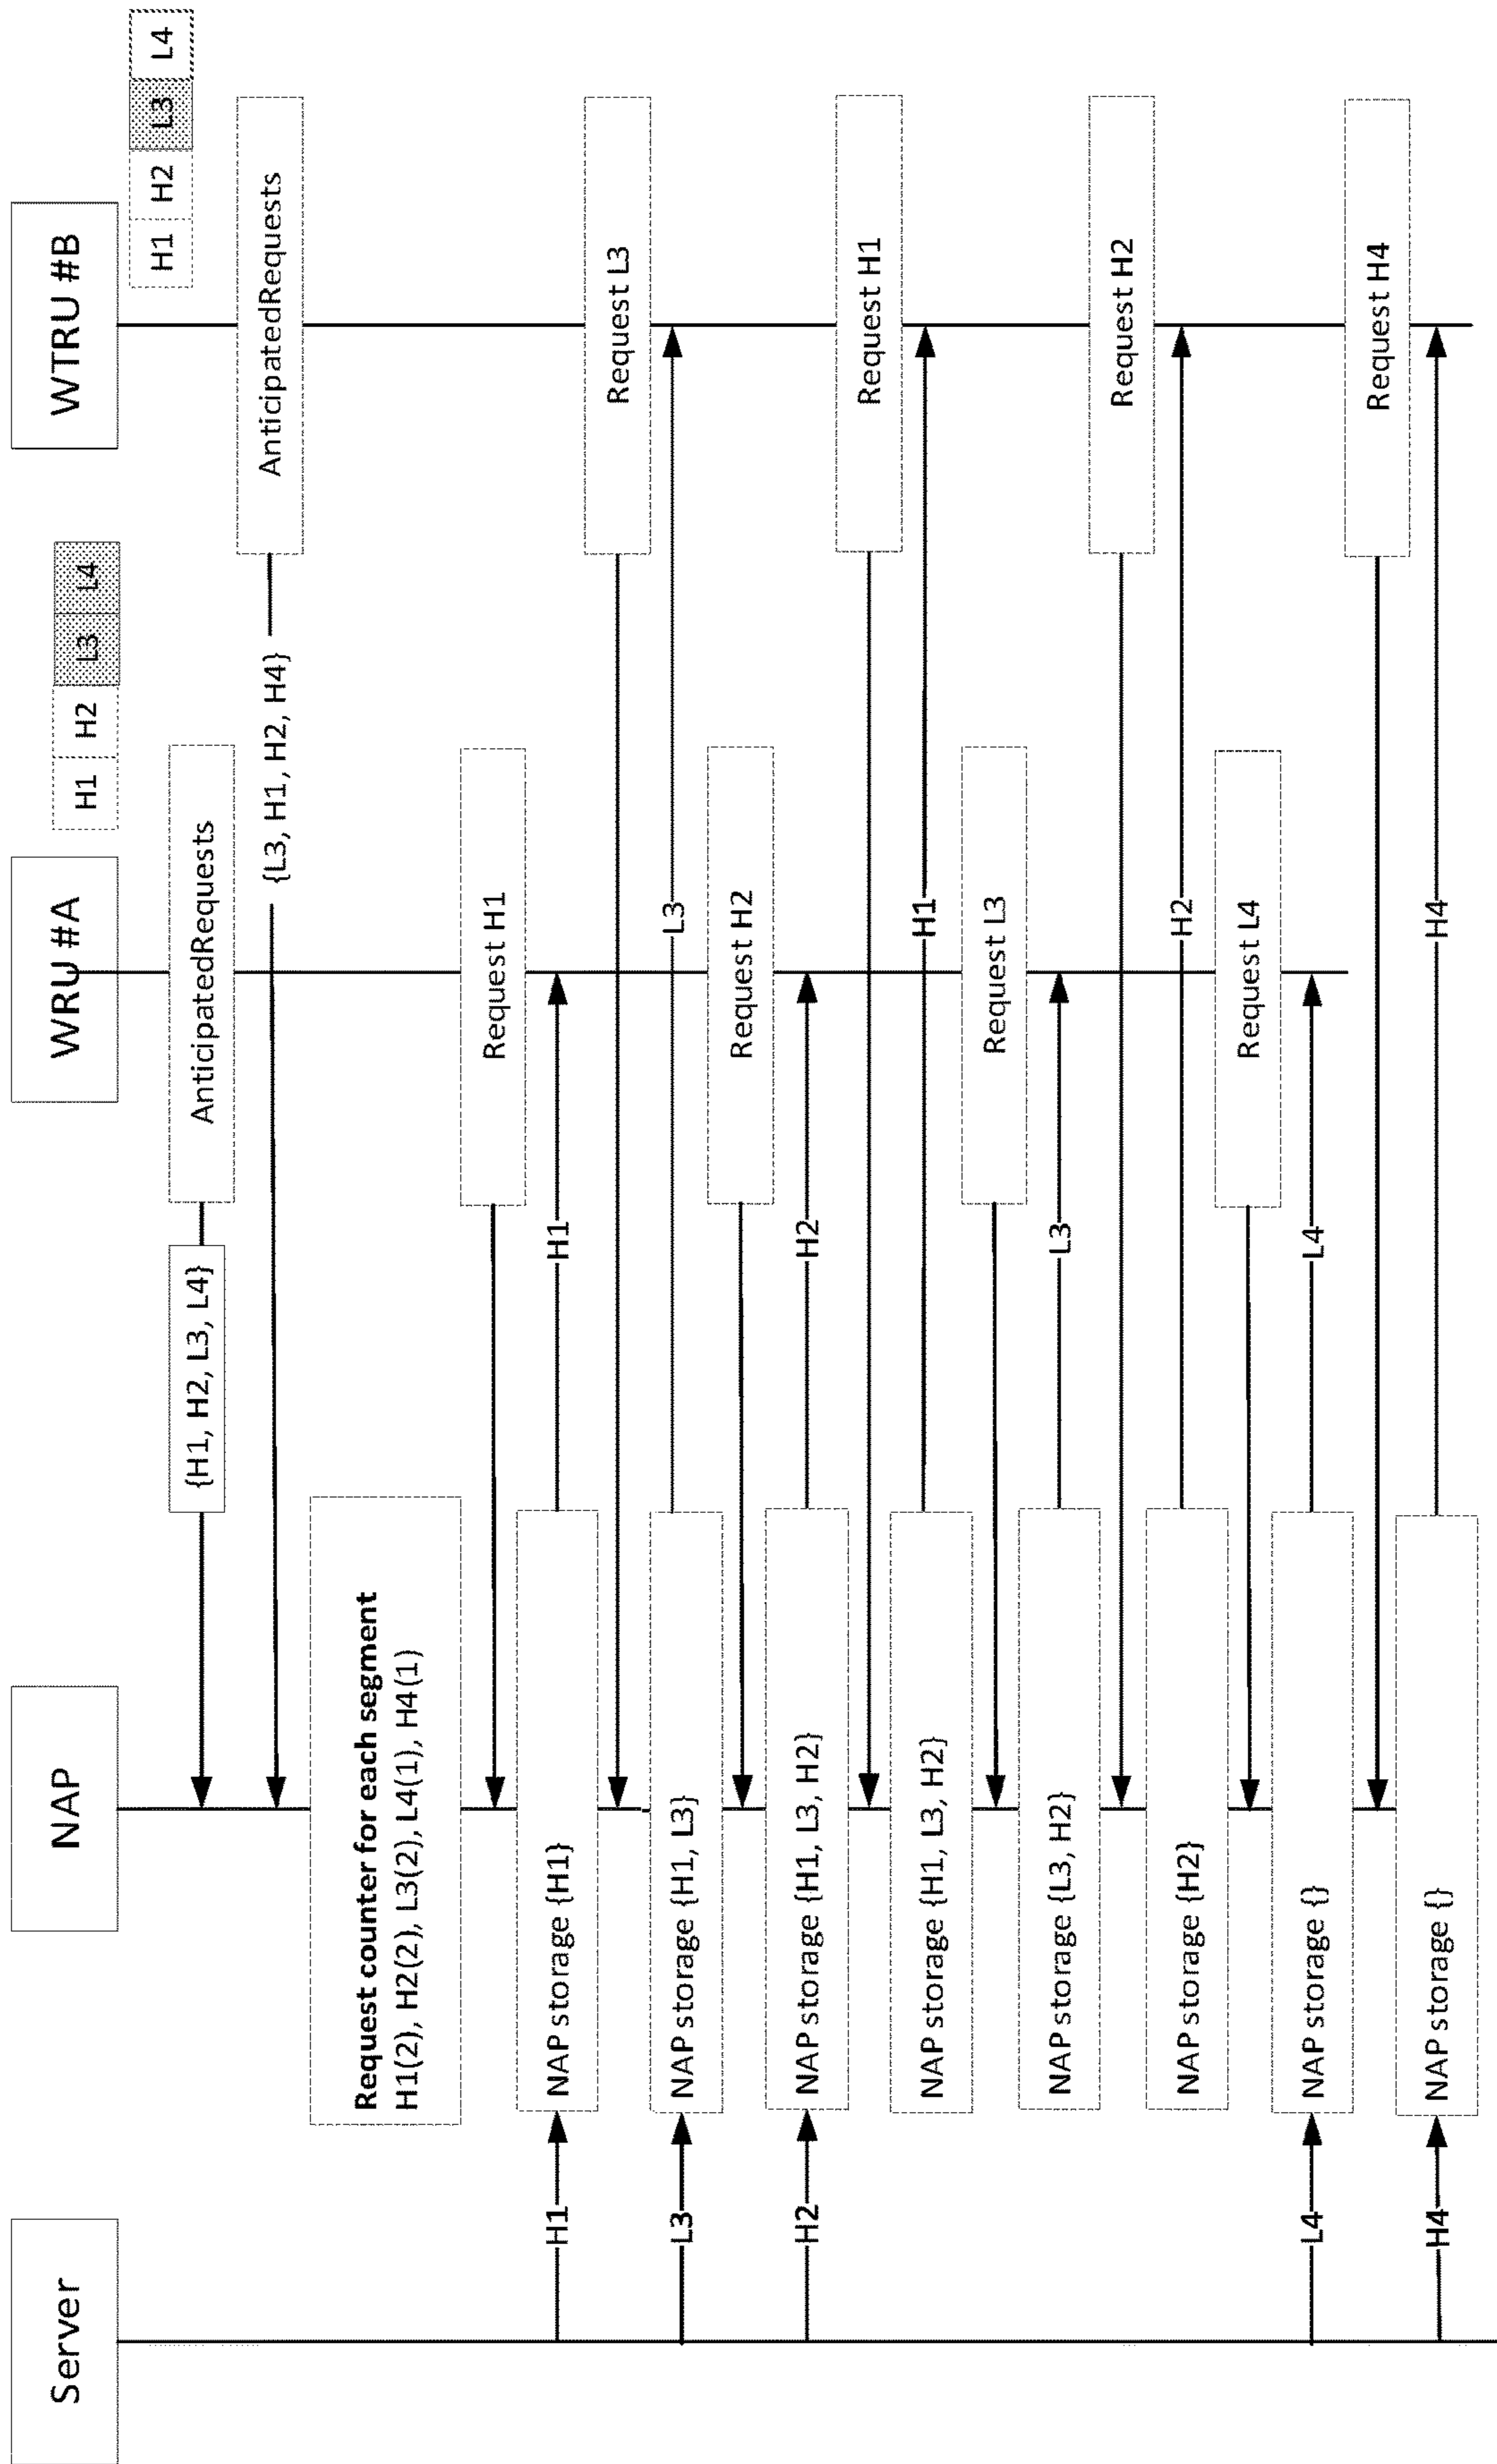 Server
NAP
WRU #A
WTRU #B
H1 H2 L3 L4
H1 H2 L3 L4
AnticipatedRequests
{H1, H2, L3, L4}
AnticipatedRequests
{L3, H1, H2, H4}
Request counter for each segment
H1(2), H2(2), L3(2), L4(1), H4(1)
Request H1
H1
NAP storage {H1}
H1
Request L3
L3
NAP storage {H1, L3}
L3
Request H2
H2
NAP storage {H1, L3, H2}
H2
Request H1
NAP storage {H1, L3, H2}
H1
Request L3
NAP storage {L3, H2}
L3
Request H2
NAP storage {H2}
H2
Request L4
L4
NAP storage {}
L4
Request H4
H4
NAP storage {}
H4